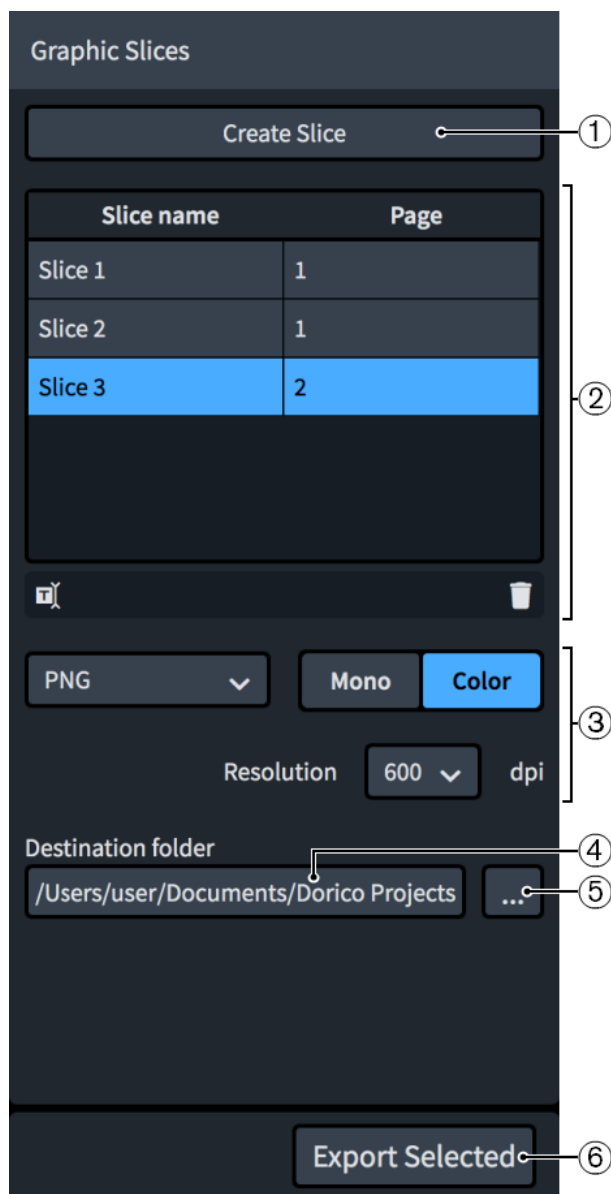 Graphic Slices
Create Slice
①
Slice name Page
Slice 1 1
Slice 2 1
Slice 3 2
②
PNG Mono Color
③
Resolution 600 dpi
Destination folder
④
/Users/user/Documents/Dorico Projects ...
⑤
Export Selected
⑥